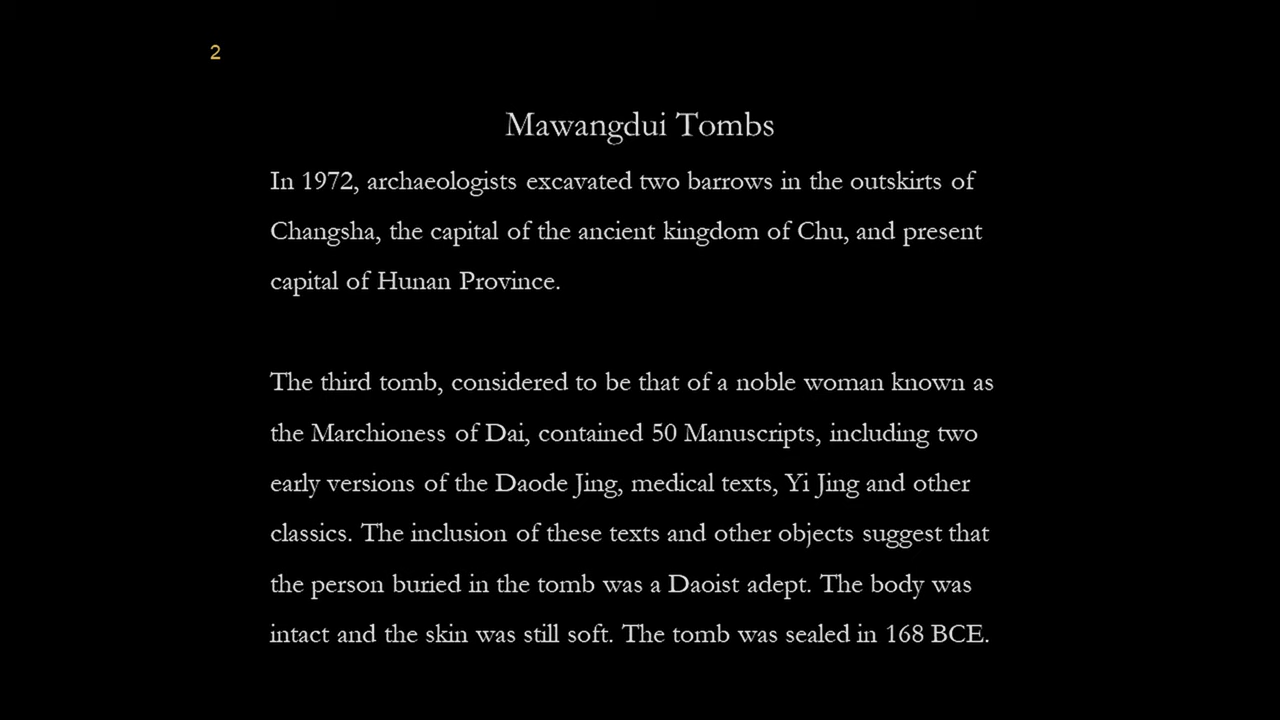 2
Mawangdui Tombs
In 1972, archaeologists excavated two barrows in the outskirts of
Changsha, the capital of the ancient kingdom of Chu, and present
capital of Hunan Province.
The third tomb, considered to be that of a noble woman known as
the Marchioness of Dai, contained 50 Manuscripts, including two
early versions of the Daode Jing, medical texts, Yi Jing and other
classics. The inclusion of these texts and other objects suggest that
the person buried in the tomb was a Daoist adept. The body was
intact and the skin was still soft. The tomb was sealed in 168 BCE.